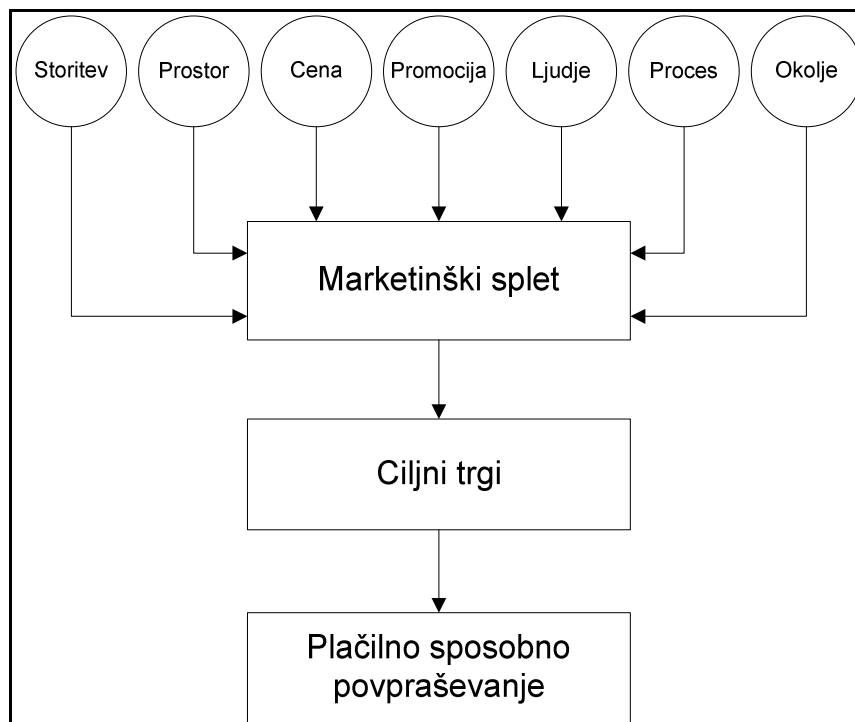 Storitev
Prostor
Cena
Promocija
Ljudje
Proces
Okolje
Marketinški splet
Ciljni trgi
Plačilno sposobno
povpraševanje